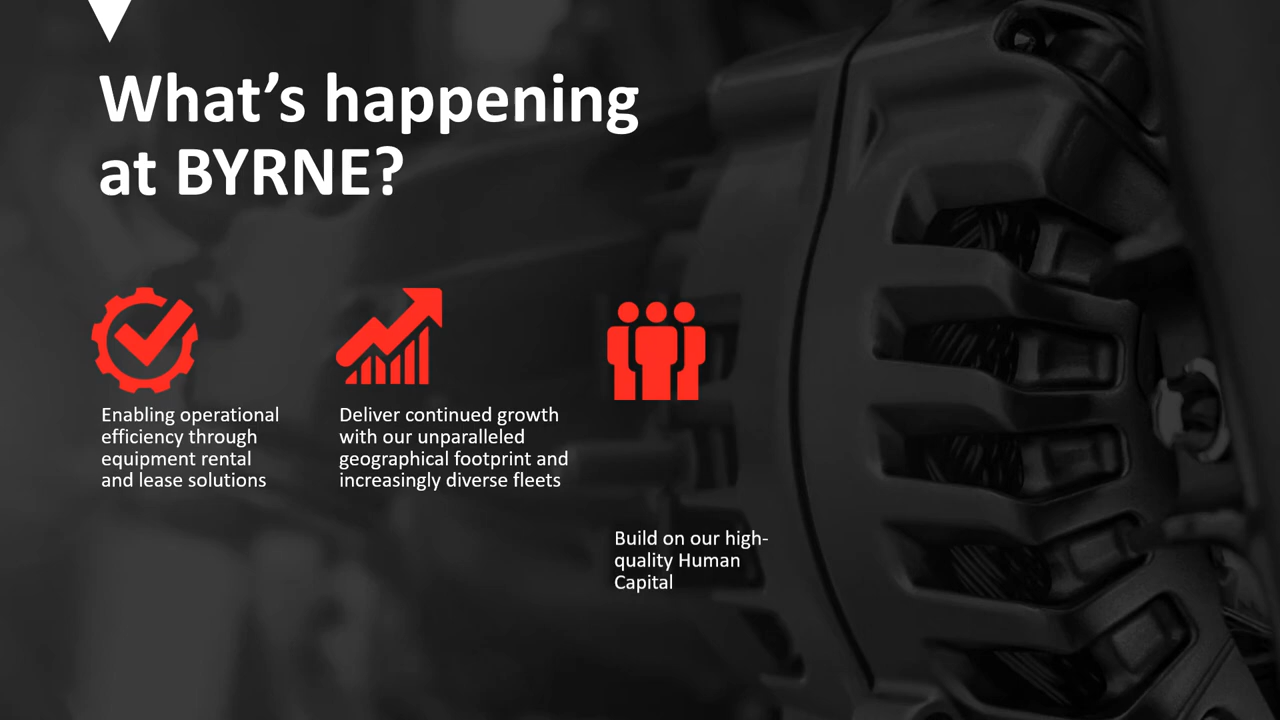 What’s happening
at BYRNE?
Enabling operational
efficiency through
equipment rental
and lease solutions
Deliver continued growth
with our unparalleled
geographical footprint and
increasingly diverse fleets
Build on our high-
quality Human
Capital